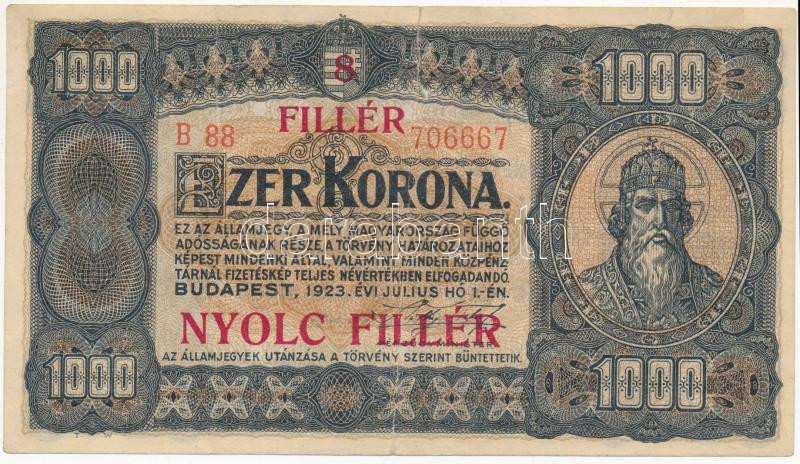 1000
1000
8
FILLÉR
B 88
706667
EZER KORONA.
EZ AZ ÁLLAMJEGY, A MELY MAGYARORSZÁG FÜGGŐ
ADÓSSÁGÁNAK RÉSZE A TÖRVÉNY HATÁROZATAIHOZ
KÉPEST MINDENKI ÁLTAL, VALAMINT MINDEN KÖZPÉNZ
TÁRNÁL FIZETÉSKÉP TELJES NÉVÉRTÉKBEN ELFOGADANDÓ.
BUDAPEST, 1923. ÉVI JULIUS HÓ 1.-ÉN.
NYOLC FILLÉR
PÉNZÜGYMINISTER
AZ ÁLLAMJEGYEK UTÁNZÁSA A TÖRVÉNY SZERINT BÜNTETTETIK.
1000
1000